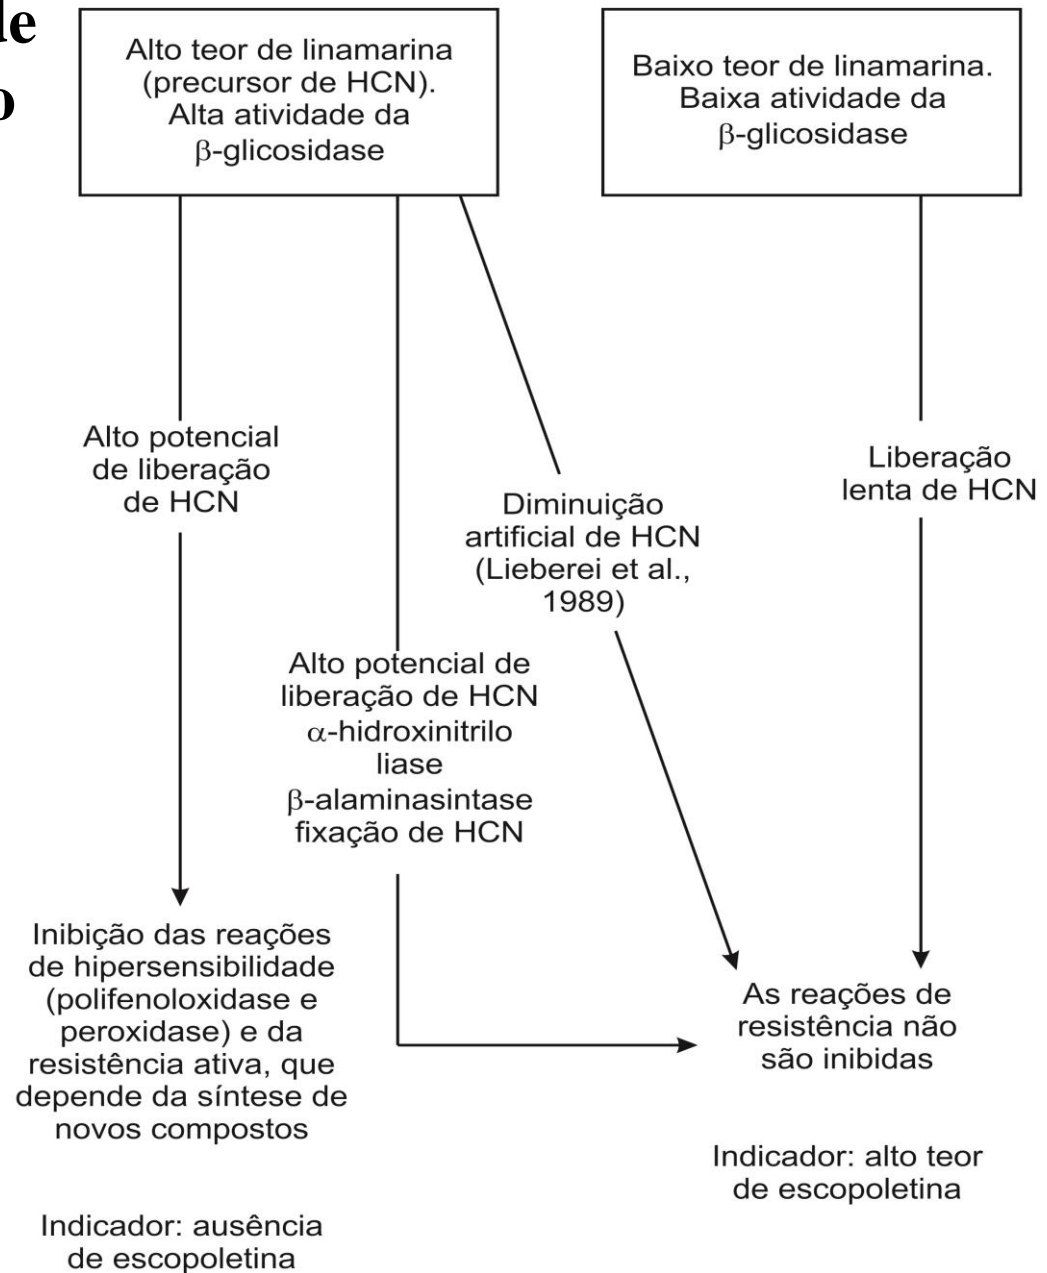 de
o
Alto teor de linamarina
(precursor de HCN).
Alta atividade da
β-glicosidase
Baixo teor de linamarina.
Baixa atividade da
β-glicosidase
Alto potencial
de liberação
de HCN
Diminuição
artificial de HCN
(Lieberei et al.,
1989)
Liberação
lenta de HCN
Alto potencial de
liberação de HCN
α-hidroxinitrilo
liase
β-alaminasintase
fixação de HCN
Inibição das reações
de hipersensibilidade
(polifenoloxidase e
peroxidase) e da
resistência ativa, que
depende da síntese de
novos compostos
As reações de
resistência não
são inibidas
Indicador: ausência
de escopoletina
Indicador: alto teor
de escopoletina